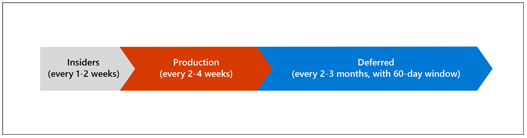 Insiders
(every 1-2 weeks)
Production
(every 2-4 weeks)
Deferred
(every 2-3 months, with 60-day window)